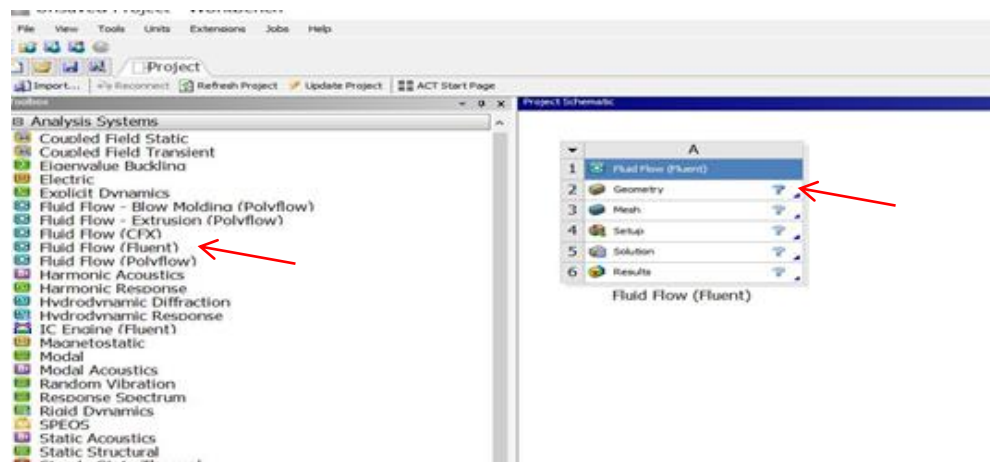 Unsaved Project - Workbench
File View Tools Units Extensions Jobs Help
Project
Import... Reconnect Refresh Project Update Project ACT Start Page
Toolbox
Project Schematic
Analysis Systems
Coupled Field Static
Coupled Field Transient
Eigenvalue Buckling
Electric
Explicit Dynamics
Fluid Flow - Blow Molding (Polyflow)
Fluid Flow - Extrusion (Polyflow)
Fluid Flow (CFX)
Fluid Flow (Fluent)
Fluid Flow (Polyflow)
Harmonic Acoustics
Harmonic Response
Hydrodynamic Diffraction
Hydrodynamic Response
IC Engine (Fluent)
Magnetostatic
Modal
Modal Acoustics
Random Vibration
Response Spectrum
Rigid Dynamics
SPEOS
Static Acoustics
Static Structural
A
1 Fluid Flow (Fluent)
2 Geometry ?
3 Mesh ?
4 Setup ?
5 Solution ?
6 Results ?
Fluid Flow (Fluent)